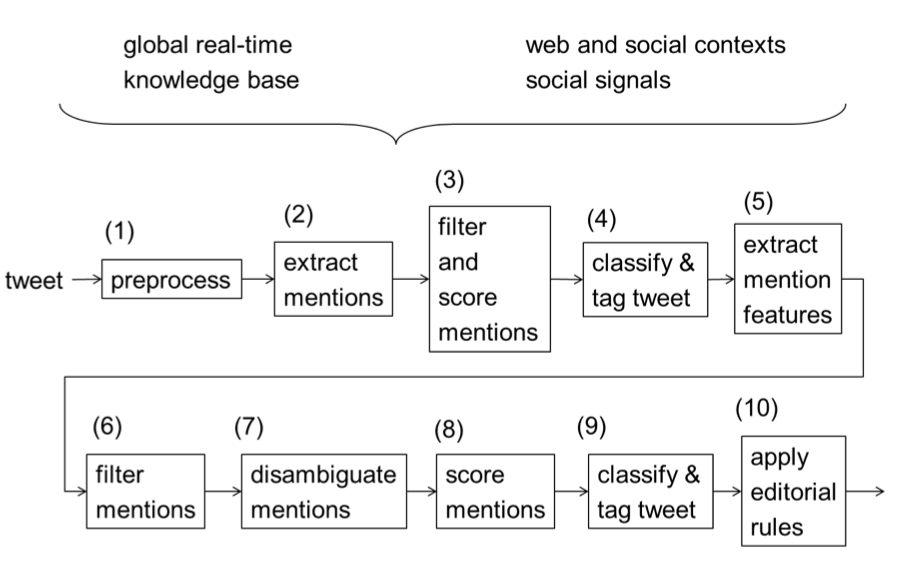 global real-time
knowledge base
web and social contexts
social signals
(1)
(2)
(3)
(4)
(5)
tweet
preprocess
extract
mentions
filter
and
score
mentions
classify &
tag tweet
extract
mention
features
(6)
(7)
(8)
(9)
(10)
filter
mentions
disambiguate
mentions
score
mentions
classify &
tag tweet
apply
editorial
rules